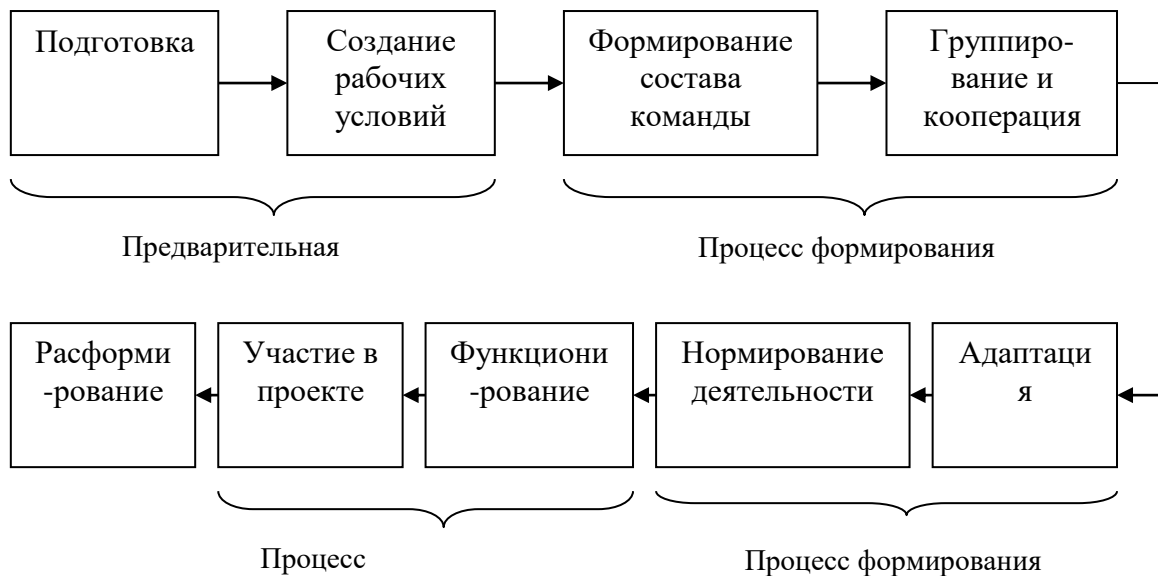 Подготовка
Создание
рабочих
условий
Формирование
состава
команды
Группиро-
вание и
кооперация
Предварительная
Процесс формирования
Расформи
-рование
Участие в
проекте
Функциони
-рование
Нормирование
деятельности
Адаптаци
я
Процесс
Процесс формирования